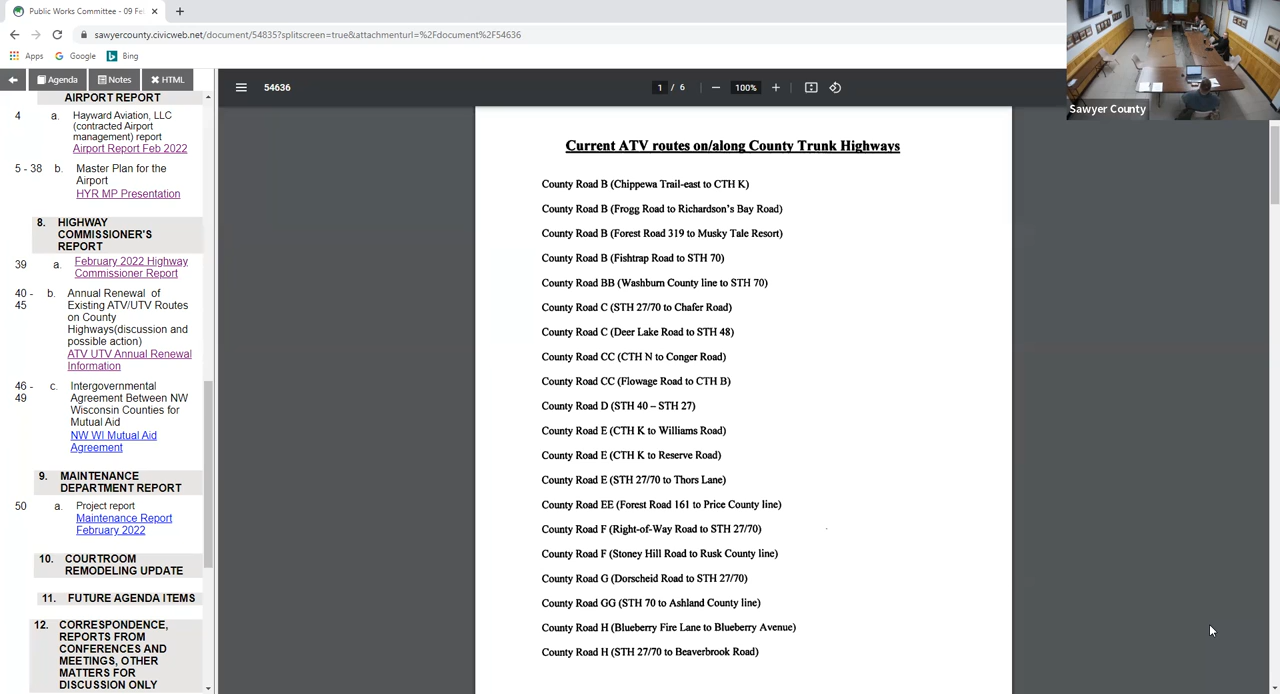 Public Works Committee - 09 Fe
sawyercounty.civicweb.net/document/54835?splitscreen=true&attachmenturl=%2Fdocument%2F54636
Apps
Google
Bing
Agenda
Notes
HTML
54636
1 / 6
100%
Sawyer County
AIRPORT REPORT
4 a. Hayward Aviation, LLC
(contracted Airport
management) report
Airport Report Feb 2022
5 - 38 b. Master Plan for the
Airport
HYR MP Presentation
8. HIGHWAY
COMMISSIONER'S
REPORT
39 a. February 2022 Highway
Commissioner Report
40 - b. Annual Renewal of
45 Existing ATV/UTV Routes
on County
Highways(discussion and
possible action)
ATV UTV Annual Renewal
Information
46 - c. Intergovernmental
49 Agreement Between NW
Wisconsin Counties for
Mutual Aid
NW WI Mutual Aid
Agreement
9. MAINTENANCE
DEPARTMENT REPORT
50 a. Project report
Maintenance Report
February 2022
10. COURTROOM
REMODELING UPDATE
11. FUTURE AGENDA ITEMS
12. CORRESPONDENCE,
REPORTS FROM
CONFERENCES AND
MEETINGS, OTHER
MATTERS FOR
DISCUSSION ONLY
Current ATV routes on/along County Trunk Highways
County Road B (Chippewa Trail-east to CTH K)
County Road B (Frogg Road to Richardson's Bay Road)
County Road B (Forest Road 319 to Musky Tale Resort)
County Road B (Fishtrap Road to STH 70)
County Road BB (Washburn County line to STH 70)
County Road C (STH 27/70 to Chafer Road)
County Road C (Deer Lake Road to STH 48)
County Road CC (CTH N to Conger Road)
County Road CC (Flowage Road to CTH B)
County Road D (STH 40 – STH 27)
County Road E (CTH K to Williams Road)
County Road E (CTH K to Reserve Road)
County Road E (STH 27/70 to Thors Lane)
County Road EE (Forest Road 161 to Price County line)
County Road F (Right-of-Way Road to STH 27/70)
County Road F (Stoney Hill Road to Rusk County line)
County Road G (Dorscheid Road to STH 27/70)
County Road GG (STH 70 to Ashland County line)
County Road H (Blueberry Fire Lane to Blueberry Avenue)
County Road H (STH 27/70 to Beaverbrook Road)